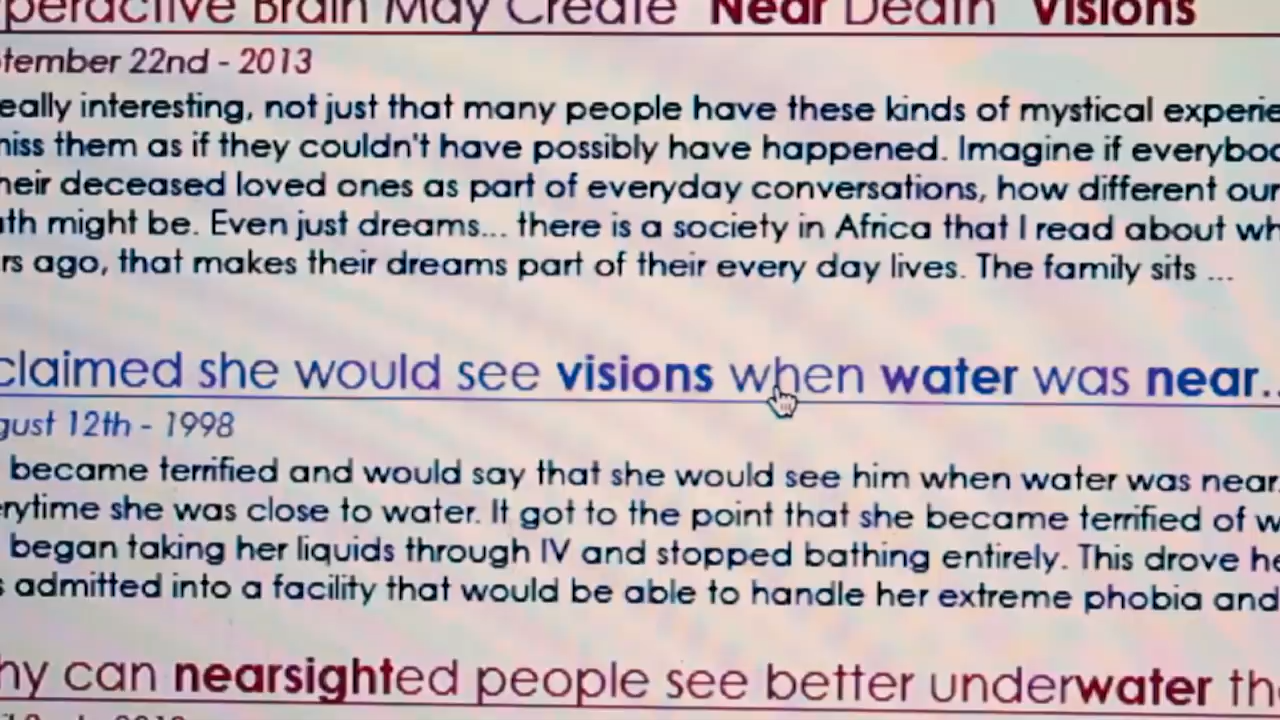 peractive Brain May Create "Near Death" Visions
tember 22nd - 2013
eally interesting, not just that many people have these kinds of mystical experie
niss them as if they couldn't have possibly have happened. Imagine if everyboc
heir deceased loved ones as part of everyday conversations, how different our
th might be. Even just dreams... there is a society in Africa that I read about wh
rs ago, that makes their dreams part of their every day lives. The family sits ...
claimed she would see visions when water was near..
gust 12th - 1998
became terrified and would say that she would see him when water was near.
rytime she was close to water. It got to the point that she became terrified of w
began taking her liquids through IV and stopped bathing entirely. This drove he
s admitted into a facility that would be able to handle her extreme phobia and
hy can nearsighted people see better underwater th